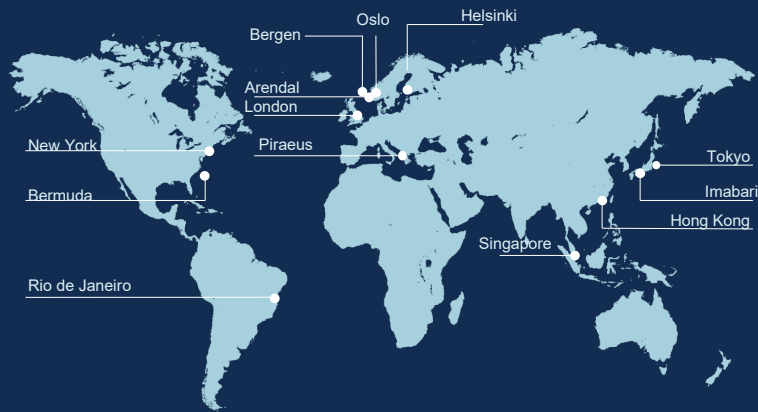 Oslo
Helsinki
Bergen
Arendal
London
New York
Piraeus
Tokyo
Bermuda
Imabari
Hong Kong
Singapore
Rio de Janeiro